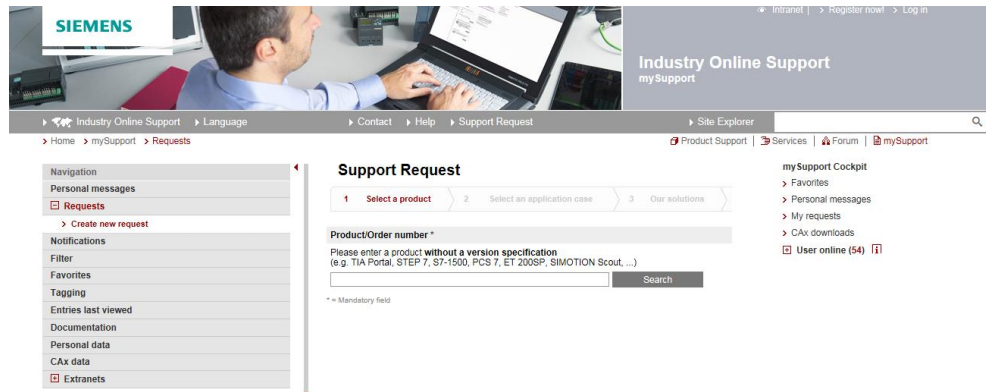 SIEMENS
Intranet | > Register now! > Log in
Industry Online Support
mySupport
Industry Online Support
Language
Contact
Help
Support Request
Site Explorer
> Home > mySupport > Requests
Product Support | Services | Forum | mySupport
Navigation
Personal messages
Requests
> Create new request
Notifications
Filter
Favorites
Tagging
Entries last viewed
Documentation
Personal data
CAx data
Extranets
Support Request
1 Select a product
2 Select an application case
3 Our solutions
Product/Order number *
Please enter a product without a version specification
(e.g. TIA Portal, STEP 7, S7-1500, PCS 7, ET 200SP, SIMOTION Scout, ...)
Search
* = Mandatory field
mySupport Cockpit
> Favorites
> Personal messages
> My requests
> CAx downloads
User online (54)